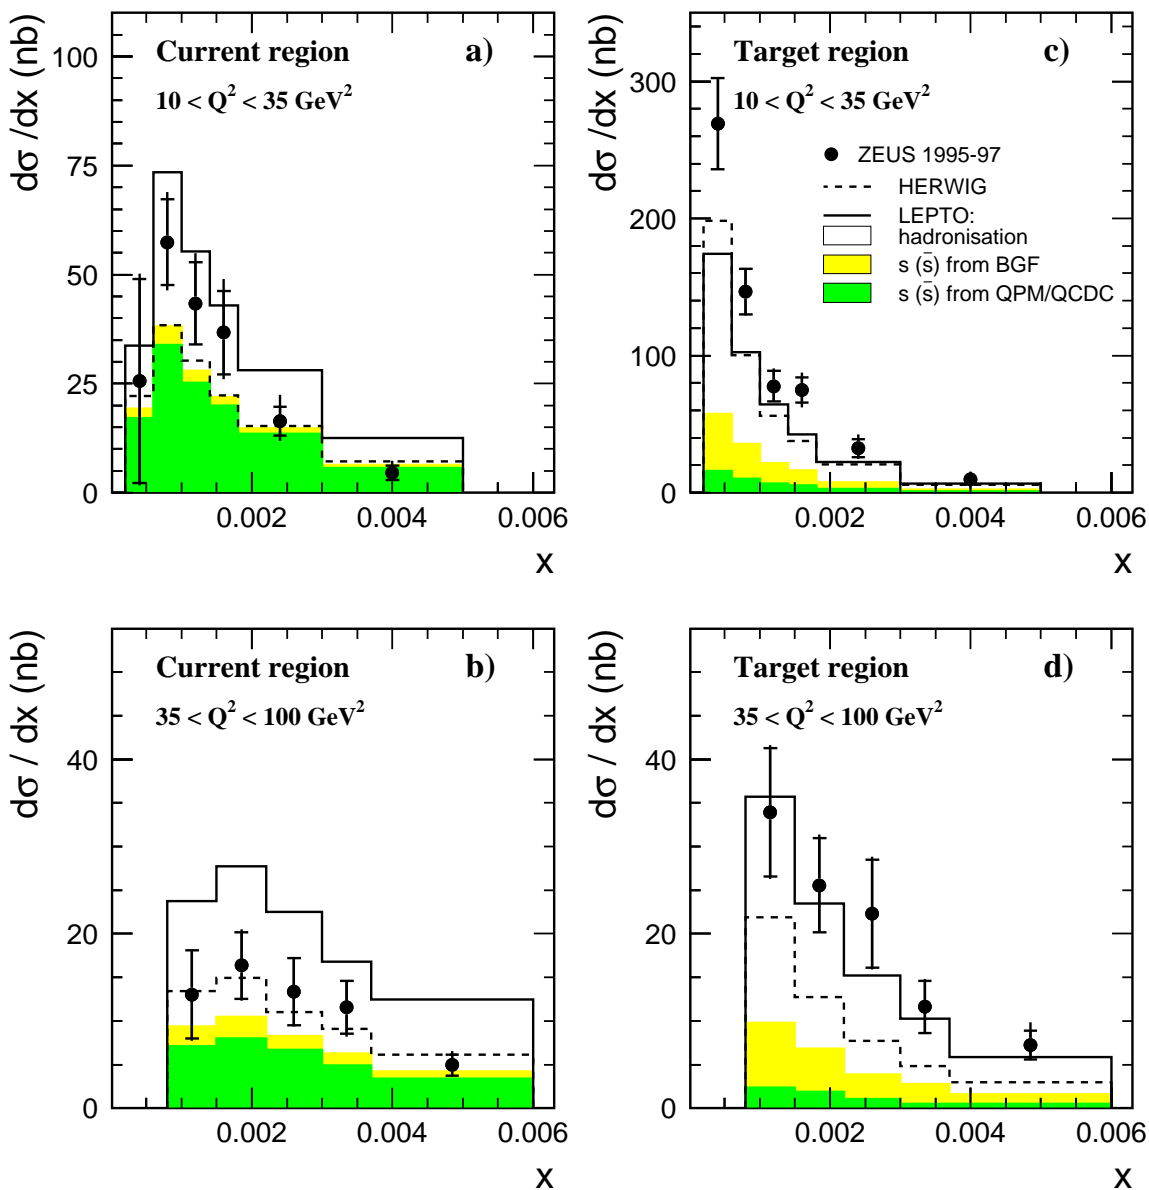 dσ /dx (nb)
Current region a)
10 < Q² < 35 GeV²
100
75
50
25
0
0.002 0.004 0.006
x
dσ /dx (nb)
Target region c)
10 < Q² < 35 GeV²
ZEUS 1995-97
HERWIG
LEPTO:
hadronisation
s (s̄) from BGF
s (s̄) from QPM/QCDC
300
200
100
0
0.002 0.004 0.006
x
dσ / dx (nb)
Current region b)
35 < Q² < 100 GeV²
40
20
0
0.002 0.004 0.006
x
dσ / dx (nb)
Target region d)
35 < Q² < 100 GeV²
40
20
0
0.002 0.004 0.006
x